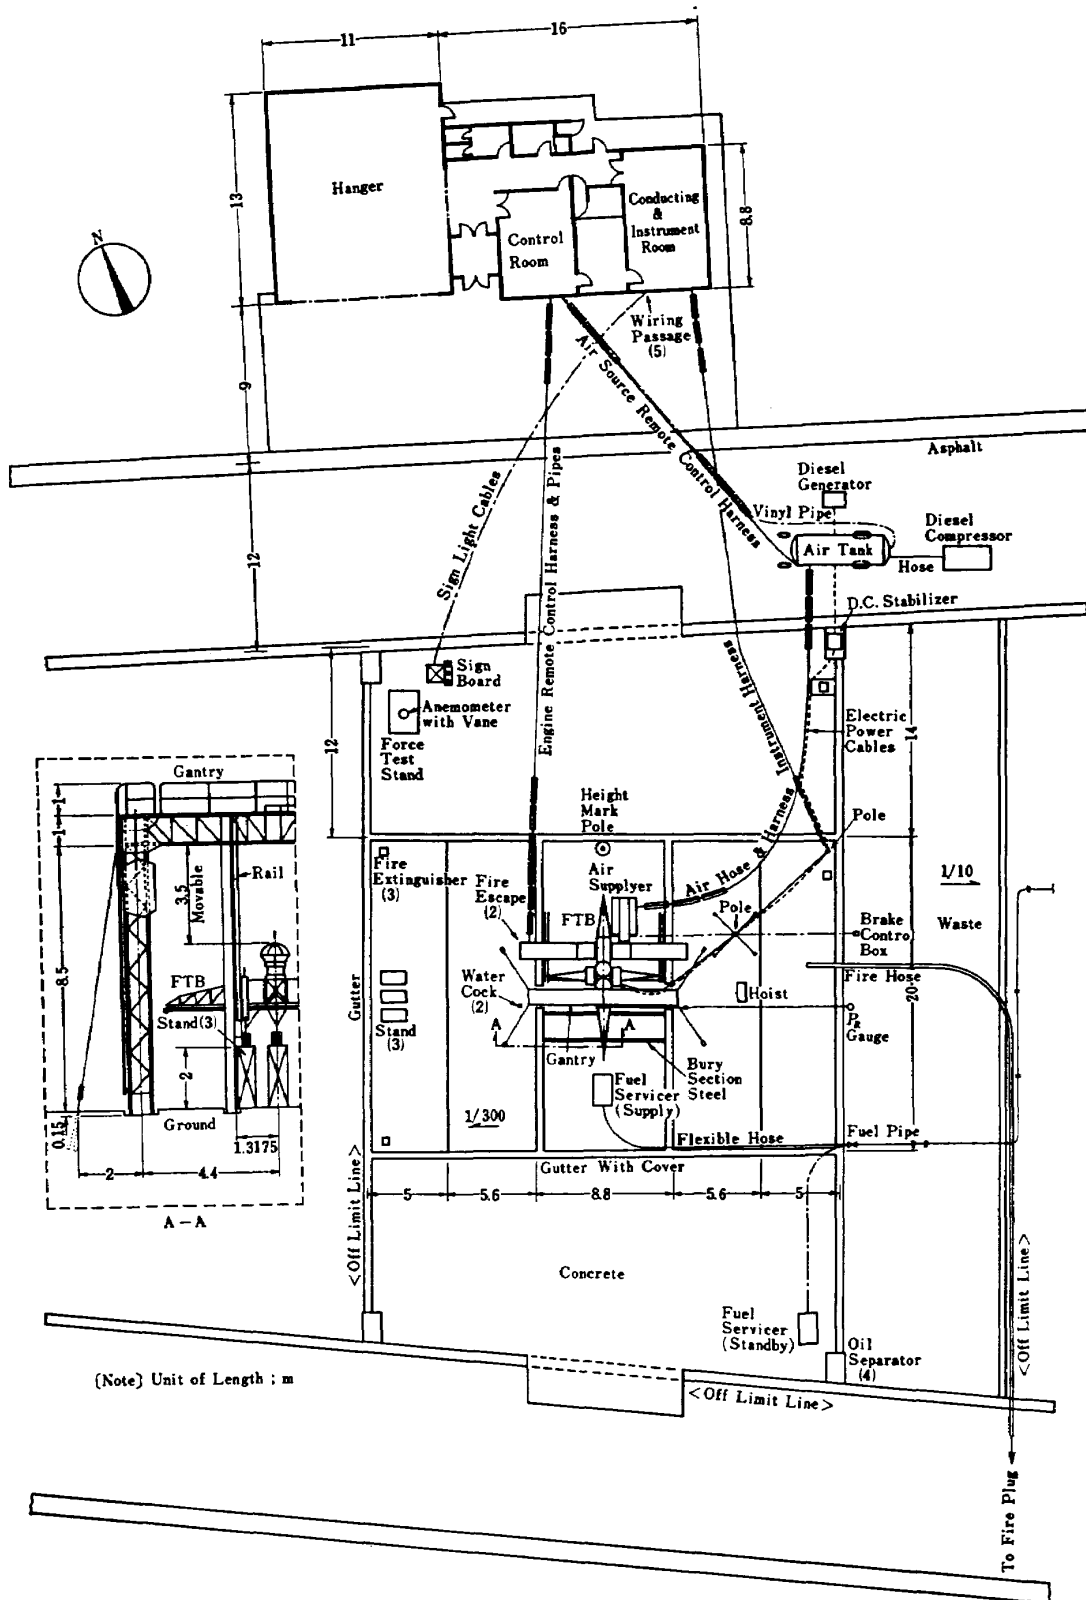 11
16
13
Hanger
Conducting
&
Instrument
Room
8.8
N
Control
Room
Wiring
Passage
(5)
Air Source Remote Control Harness
9
Asphalt
Diesel
Generator
Vinyl Pipe
Diesel
Compressor
Air Tank
Hose
Sign Light Cables
Engine Remote Control Harness & Pipes
12
D.C. Stabilizer
Sign
Board
Anemometer
with Vane
Force
Test
Stand
Instrument Harness
Electric
Power
Cables
14
12
Gantry
1
1
Height
Mark
Pole
Pole
Rail
3.5
Movable
Fire
Extinguisher
(3)
Fire
Escape
(2)
Air
Supplyer
Air Hose & Harness
1/10
FTB
Pole
Waste
Brake
Control
Box
8.5
FTB
Stand(3)
Gutter
Water
Cock
(2)
Fire Hose
Hoist
Stand
(3)
A
A
PR
Gauge
2
Gantry
Bury
Section
Steel
Fuel
Servicer
(Supply)
0.15
Ground
1.3175
1/300
Flexible Hose
Fuel Pipe
2
4.4
Gutter With Cover
5
5.6
8.8
5.6
5
A-A
<Off Limit Line>
Concrete
Fuel
Servicer
(Standby)
Oil
Separator
(4)
<Off Limit Line>
[Note] Unit of Length ; m
<Off Limit Line>
To Fire Plug